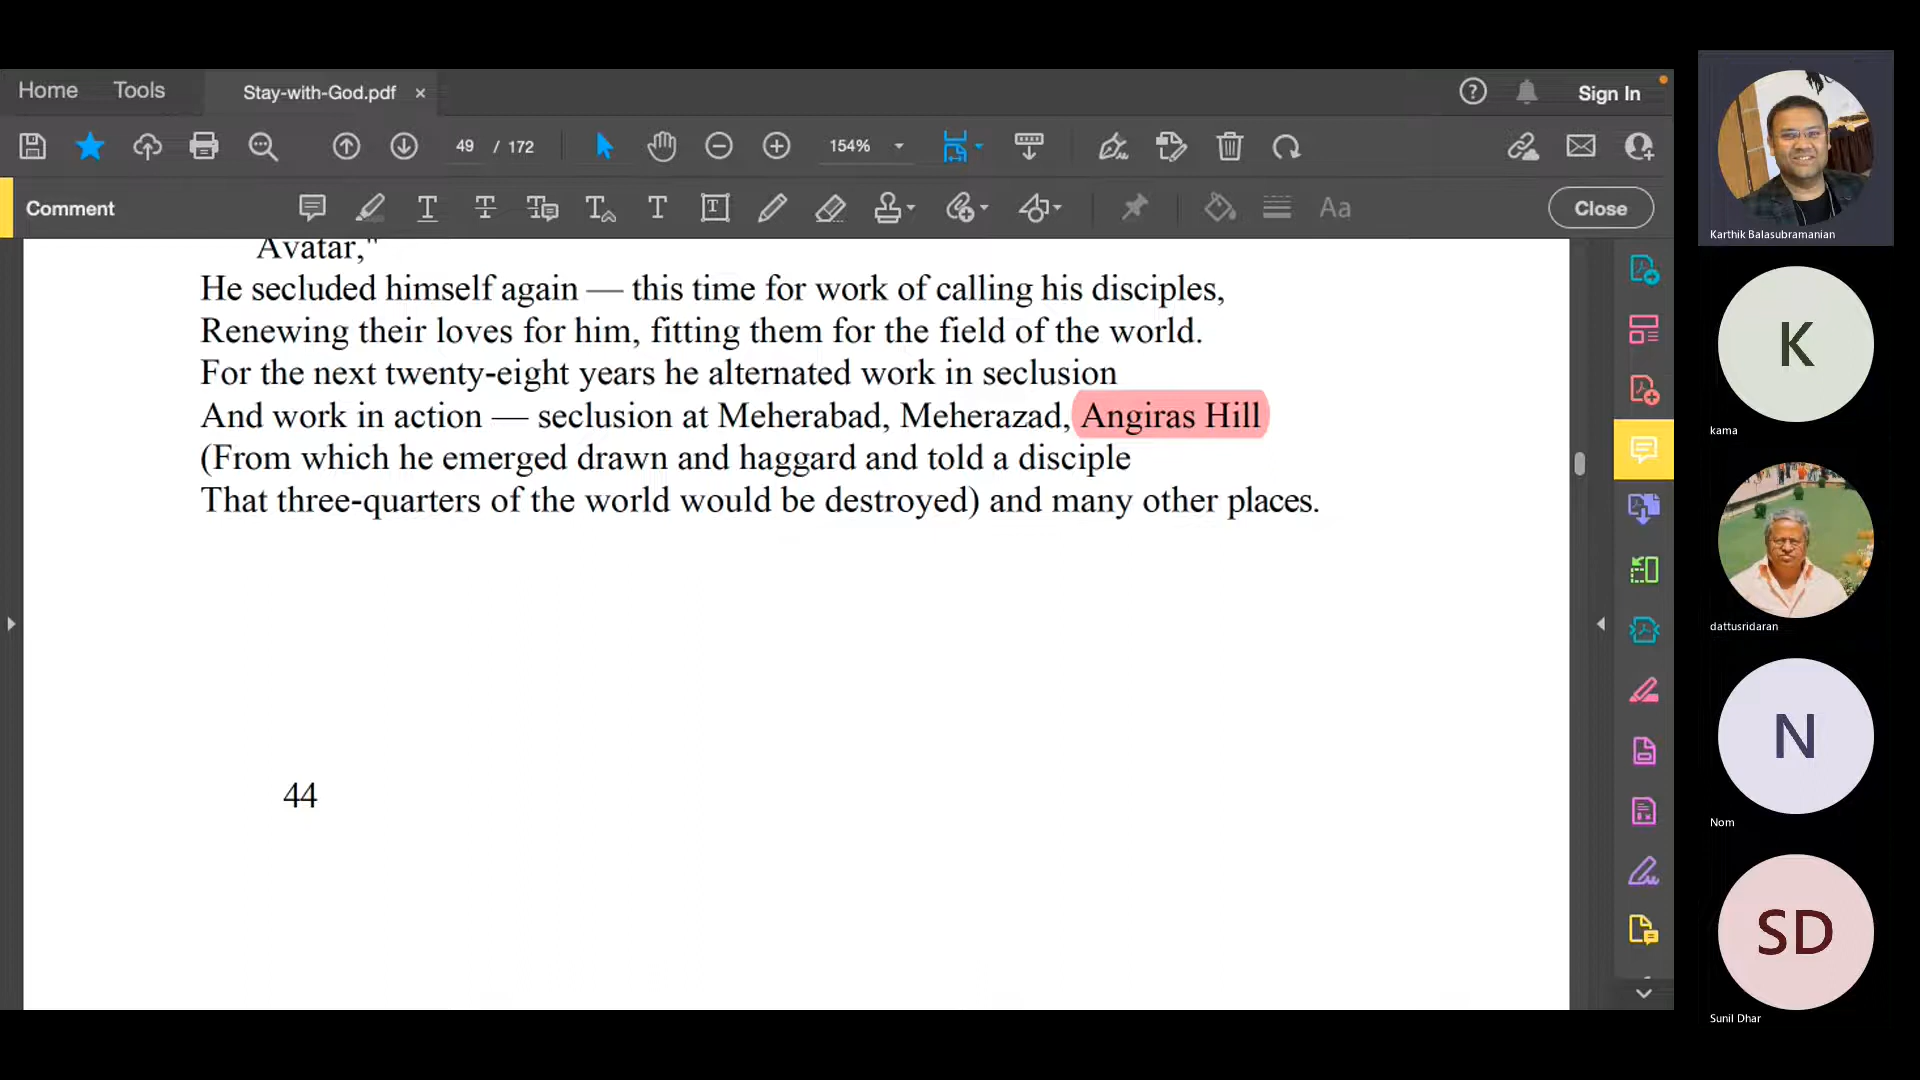 Home Tools Stay-with-God.pdf × ? Sign In
49 / 172 154%
Comment Aa Close
Avatar,"
He secluded himself again — this time for work of calling his disciples,
Renewing their loves for him, fitting them for the field of the world.
For the next twenty-eight years he alternated work in seclusion
And work in action — seclusion at Meherabad, Meherazad, Angiras Hill
(From which he emerged drawn and haggard and told a disciple
That three-quarters of the world would be destroyed) and many other places.
44
Karthik Balasubramanian
K
kama
dattusridaran
N
Nom
SD
Sunil Dhar